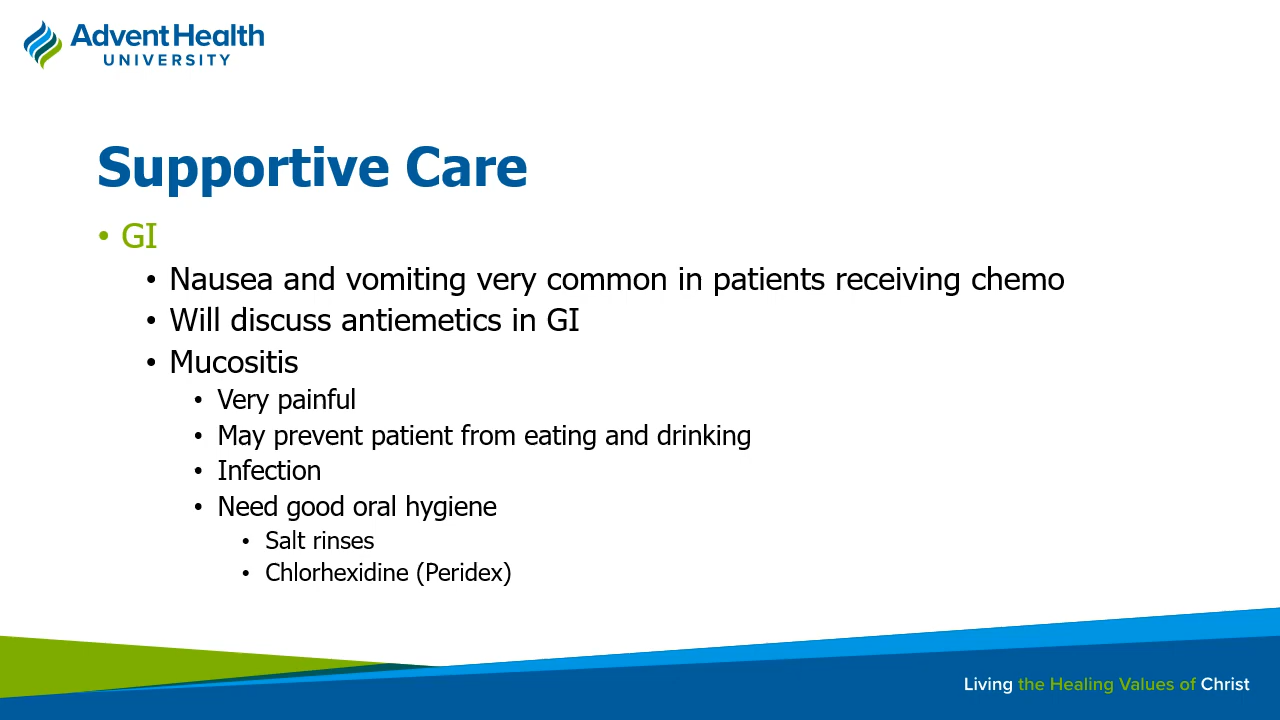 AdventHealth
UNIVERSITY
Supportive Care
• GI
• Nausea and vomiting very common in patients receiving chemo
• Will discuss antiemetics in GI
• Mucositis
• Very painful
• May prevent patient from eating and drinking
• Infection
• Need good oral hygiene
• Salt rinses
• Chlorhexidine (Peridex)
Living the Healing Values of Christ